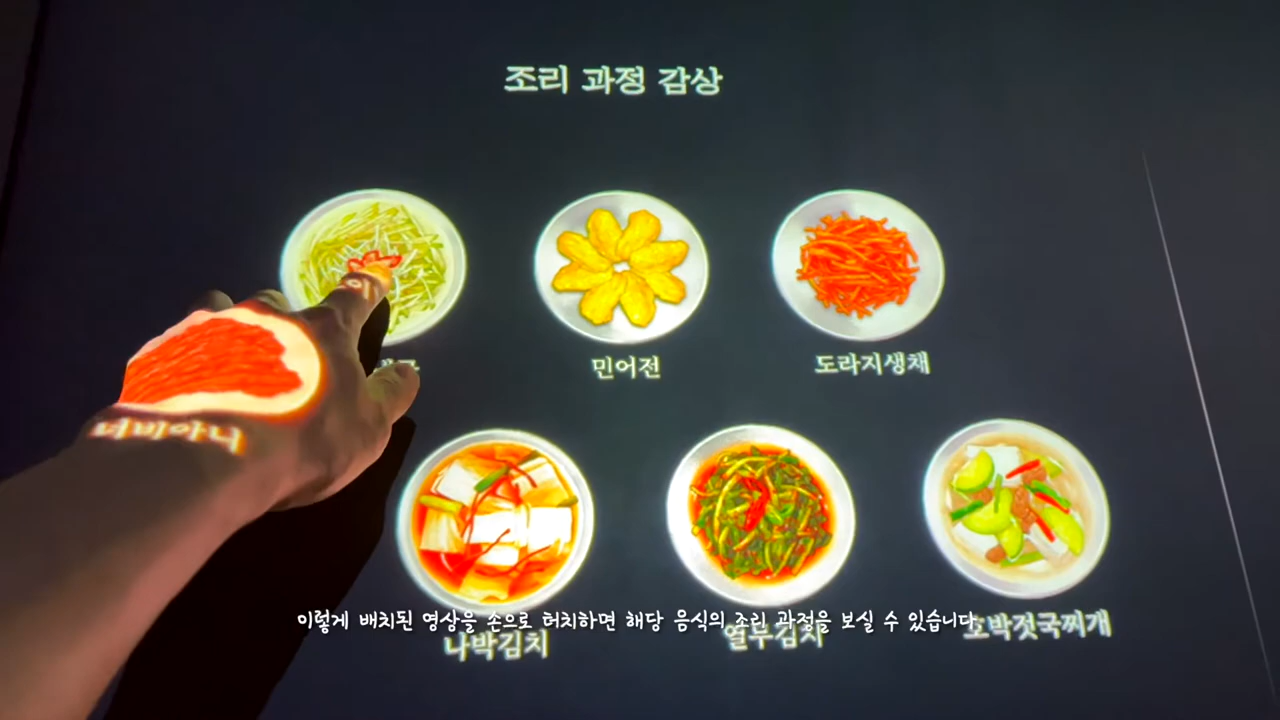 조리 과정 감상
민어전
도라지생채
너비아니
이렇게 배치된 영상을 손으로 터치하면 해당 음식의 조리 과정을 보실 수 있습니다.
나박김치
열무김치
호박젓국찌개